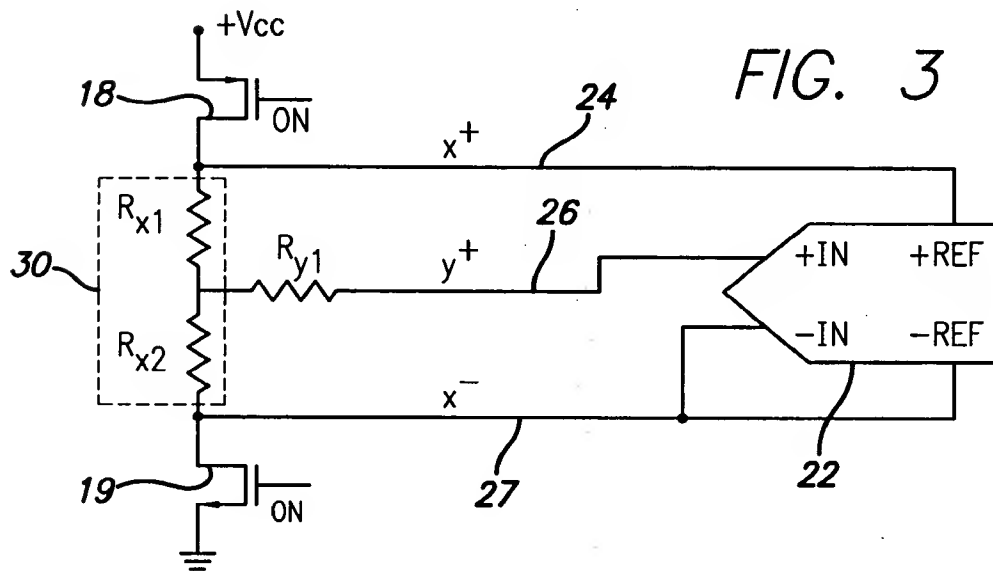 +Vcc
FIG. 3
18
ON
24
x+
Rx1
26
30
Ry1
y+
+IN +REF
Rx2
-IN -REF
x-
19
27
22
ON